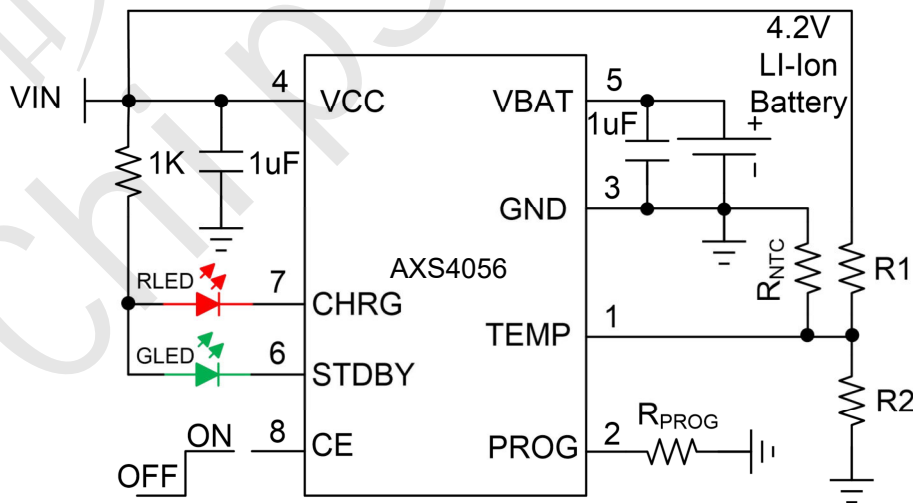 4.2V
LI-Ion
Battery
VIN
4
VCC
VBAT
5
1K
1uF
1uF
+
-
GND
3
AXS4056
RNTC
R1
RLED
7
CHRG
TEMP
1
GLED
6
STDBY
R2
ON
OFF
8
CE
PROG
2
RPROG
Chips